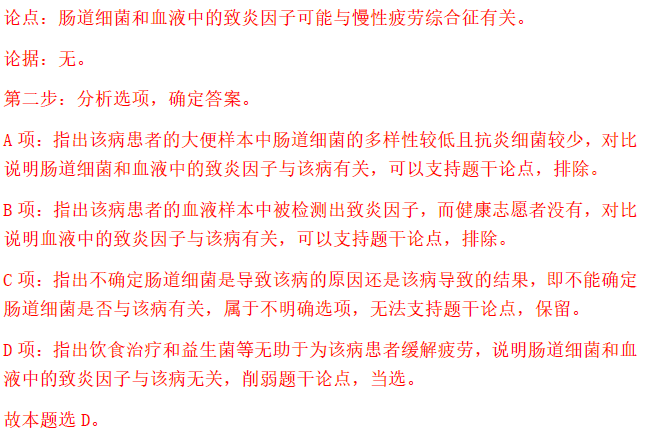 论点：肠道细菌和血液中的致炎因子可能与慢性疲劳综合征有关。
论据：无。
第二步：分析选项，确定答案。
A 项：指出该病患者的大便样本中肠道细菌的多样性较低且抗炎细菌较少，对比
说明肠道细菌和血液中的致炎因子与该病有关，可以支持题干论点，排除。
B 项：指出该病患者的血液样本中被检测出致炎因子，而健康志愿者没有，对比
说明血液中的致炎因子与该病有关，可以支持题干论点，排除。
C 项：指出不确定肠道细菌是导致该病的原因还是该病导致的结果，即不能确定
肠道细菌是否与该病有关，属于不明确选项，无法支持题干论点，保留。
D 项：指出饮食治疗和益生菌等无助于为该病患者缓解疲劳，说明肠道细菌和血
液中的致炎因子与该病无关，削弱题干论点，当选。
故本题选 D。